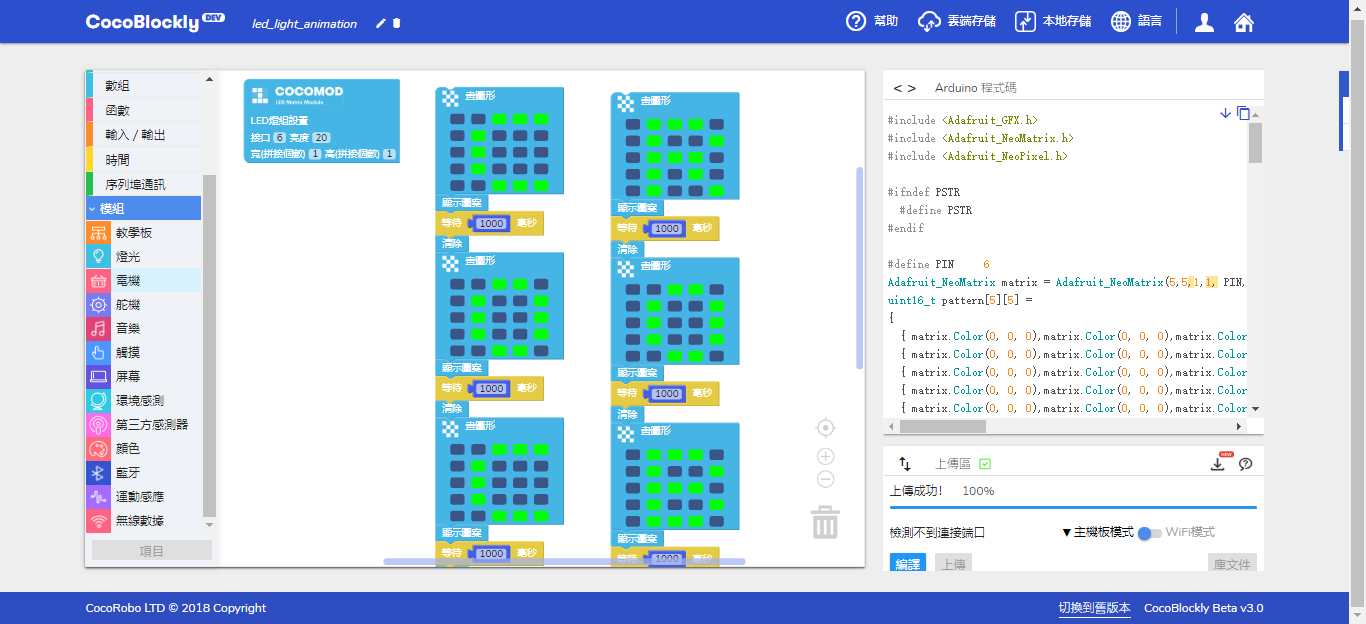 CocoBlockly DEV
led_light_animation
幫助
雲端存儲
本地存儲
語言
數組
函數
輸入 / 輸出
時間
序列埠通訊
模組
教學板
燈光
電機
舵機
音樂
觸摸
屏幕
環境感測
第三方感測器
顏色
藍牙
運動感應
無線數據
項目
COCOMOD
LED Matrix Module
LED燈組設置
接口 6 亮度 20
寬(拼接個數) 1 高(拼接個數) 1
畫圖形
顯示圖案
等待 1000 毫秒
清除
畫圖形
顯示圖案
等待 1000 毫秒
清除
畫圖形
顯示圖案
等待 1000 毫秒
畫圖形
顯示圖案
等待 1000 毫秒
清除
畫圖形
顯示圖案
等待 1000 毫秒
清除
畫圖形
顯示圖案
等待 1000 毫秒
< > Arduino 程式碼
#include <Adafruit_GFX.h>
#include <Adafruit_NeoMatrix.h>
#include <Adafruit_NeoPixel.h>
#ifndef PSTR
#define PSTR
#endif
#define PIN 6
Adafruit_NeoMatrix matrix = Adafruit_NeoMatrix(5,5,1,1, PIN,
uint16_t pattern[5][5] =
{
{ matrix.Color(0, 0, 0),matrix.Color(0, 0, 0),matrix.Color
{ matrix.Color(0, 0, 0),matrix.Color(0, 0, 0),matrix.Color
{ matrix.Color(0, 0, 0),matrix.Color(0, 0, 0),matrix.Color
{ matrix.Color(0, 0, 0),matrix.Color(0, 0, 0),matrix.Color
{ matrix.Color(0, 0, 0),matrix.Color(0, 0, 0),matrix.Color
上傳區
NEW
上傳成功! 100%
檢測不到連接端口
▼主機板模式
WiFi模式
編譯
上傳
庫文件
CocoRobo LTD © 2018 Copyright
切換到舊版本
CocoBlockly Beta v3.0